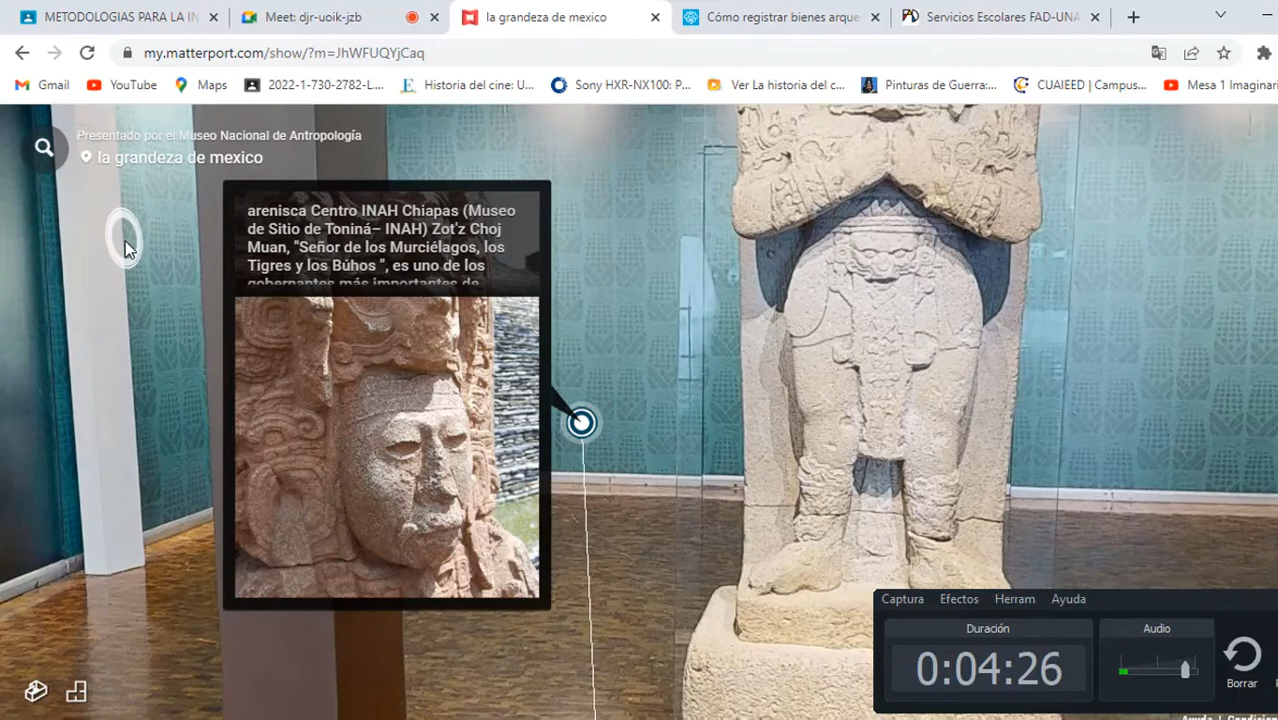 METODOLOGIAS PARA LA IN
Meet: djr-uoik-jzb
la grandeza de mexico
Cómo registrar bienes arque
Servicios Escolares FAD-UNA
my.matterport.com/show/?m=JhWFUQYjCaq
Gmail
YouTube
Maps
2022-1-730-2782-L...
Historia del cine: U...
Sony HXR-NX100: P...
Ver La historia del c...
Pinturas de Guerra:...
CUAIEED | Campus...
Mesa 1 Imaginari
Presentado por el Museo Nacional de Antropología
la grandeza de mexico
arenisca Centro INAH Chiapas (Museo
de Sitio de Toniná– INAH) Zot'z Choj
Muan, "Señor de los Murciélagos, los
Tigres y los Búhos ", es uno de los
gobernantes más importantes de
Captura Efectos Herram Ayuda
Duración
Audio
0:04:26
Borrar